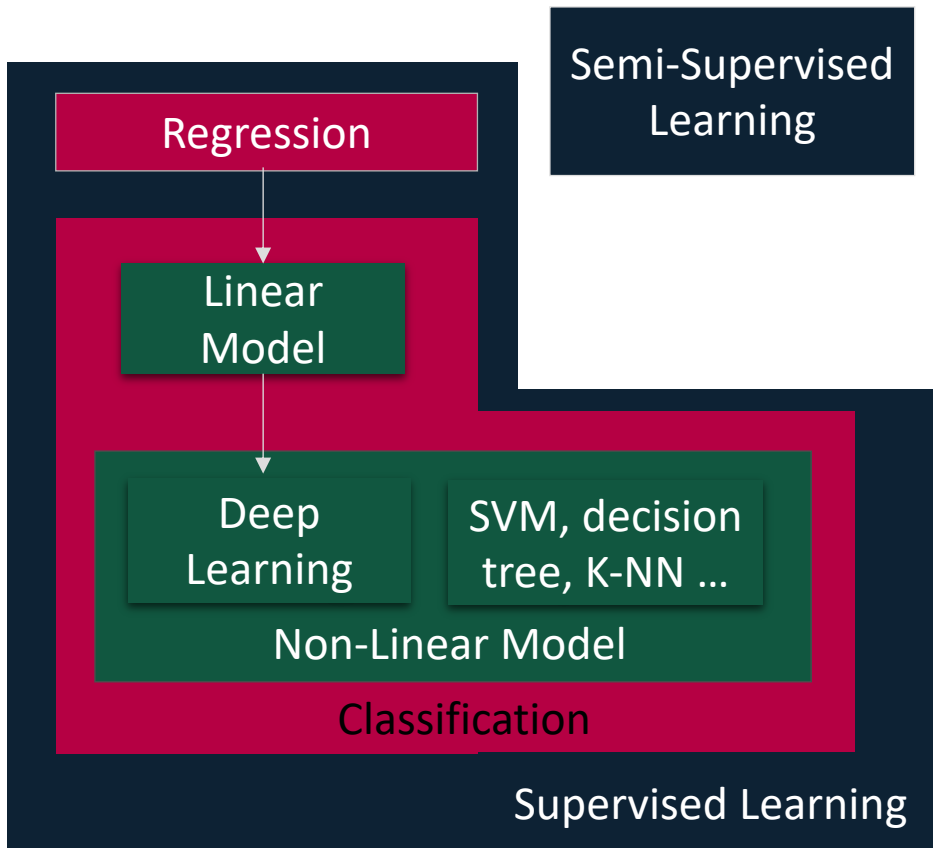 Semi-Supervised
Learning
Regression
Linear
Model
Deep
Learning
SVM, decision
tree, K-NN ...
Non-Linear Model
Classification
Supervised Learning